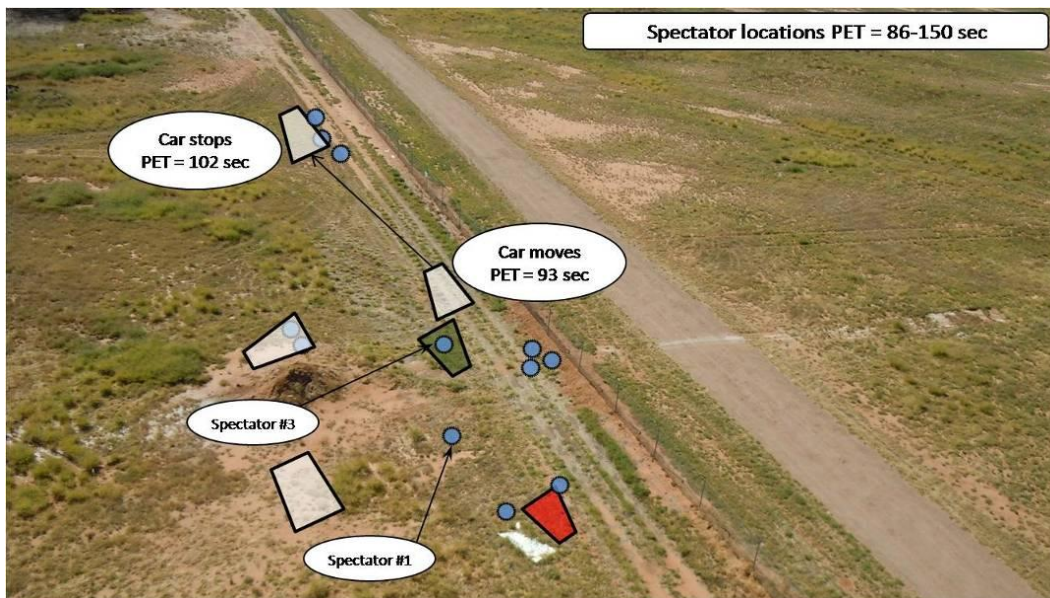 Spectator locations PET = 86-150 sec
Car stops
PET = 102 sec
Car moves
PET = 93 sec
Spectator #3
Spectator #1